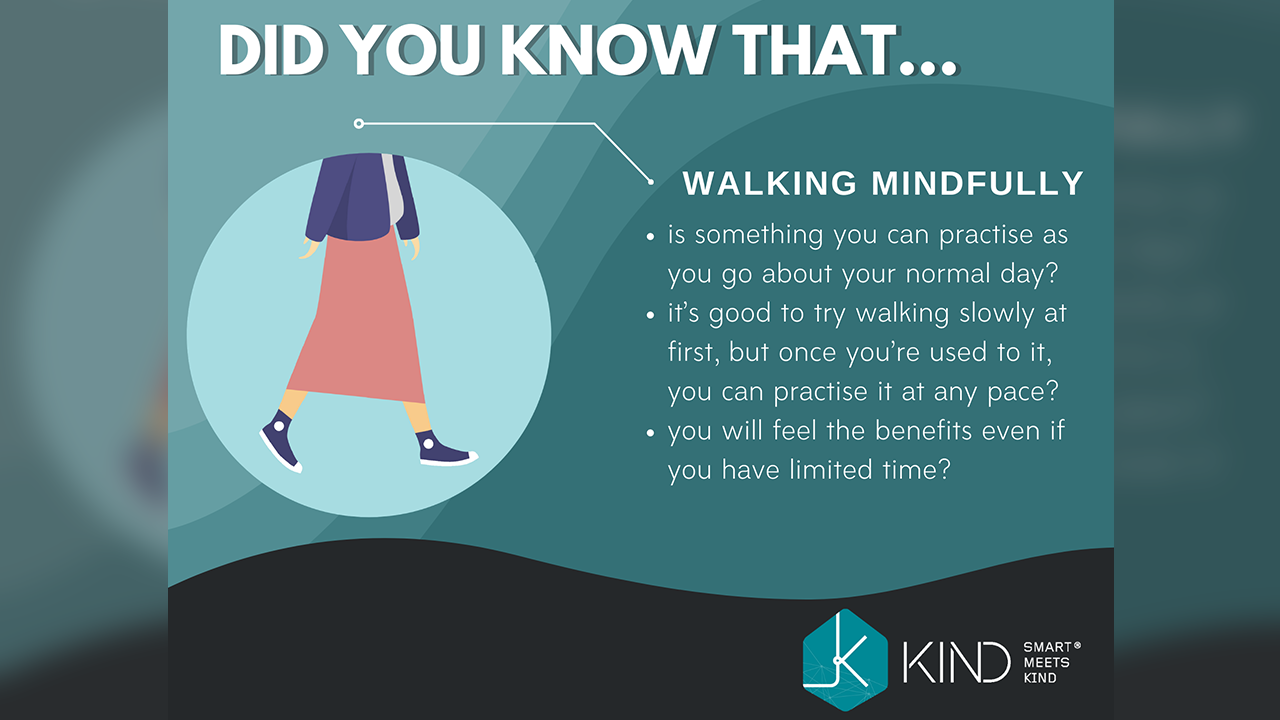 DID YOU KNOW THAT...
WALKING MINDFULLY
• is something you can practise as
you go about your normal day?
• it's good to try walking slowly at
first, but once you're used to it,
you can practise it at any pace?
• you will feel the benefits even if
you have limited time?
KIND
SMART®
MEETS
KIND